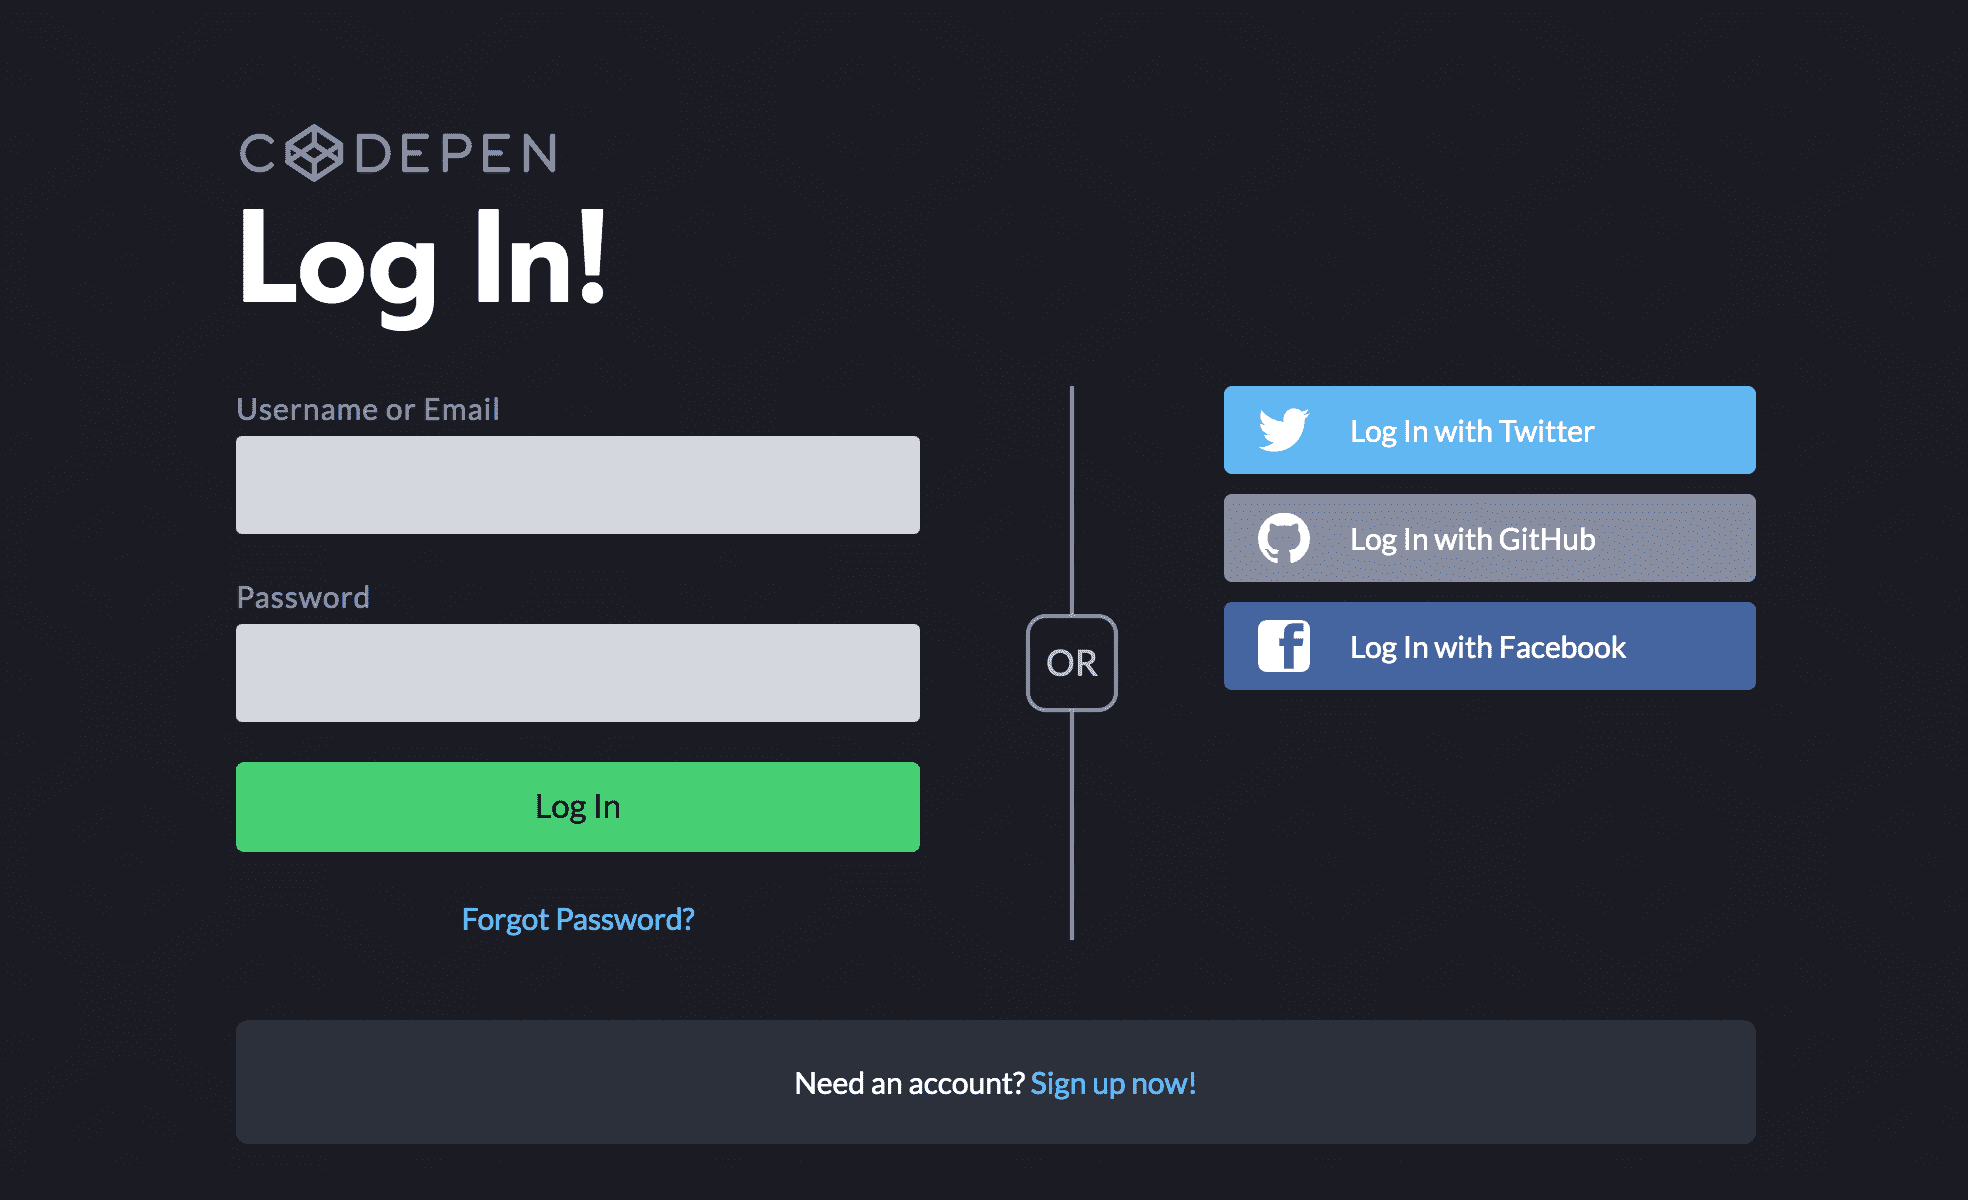 CODEPEN
Log In!
Username or Email
Password
Log In
Forgot Password?
OR
Log In with Twitter
Log In with GitHub
Log In with Facebook
Need an account? Sign up now!